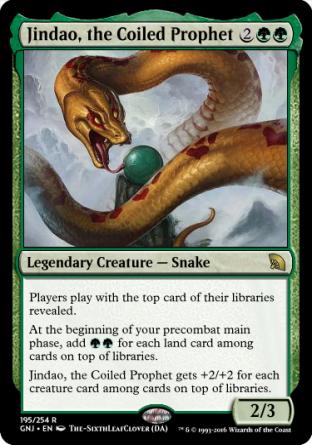 Jindao, the Coiled Prophet 2
Legendary Creature — Snake
Players play with the top card of their libraries
revealed.
At the beginning of your precombat main
phase, add for each land card among
cards on top of libraries.
Jindao, the Coiled Prophet gets +2/+2 for each
creature card among cards on top of libraries.
2/3
195/254 R
GNJ • EN The-SixthLeafClover (DA)
™ & © 1993-2016 Wizards of the Coast